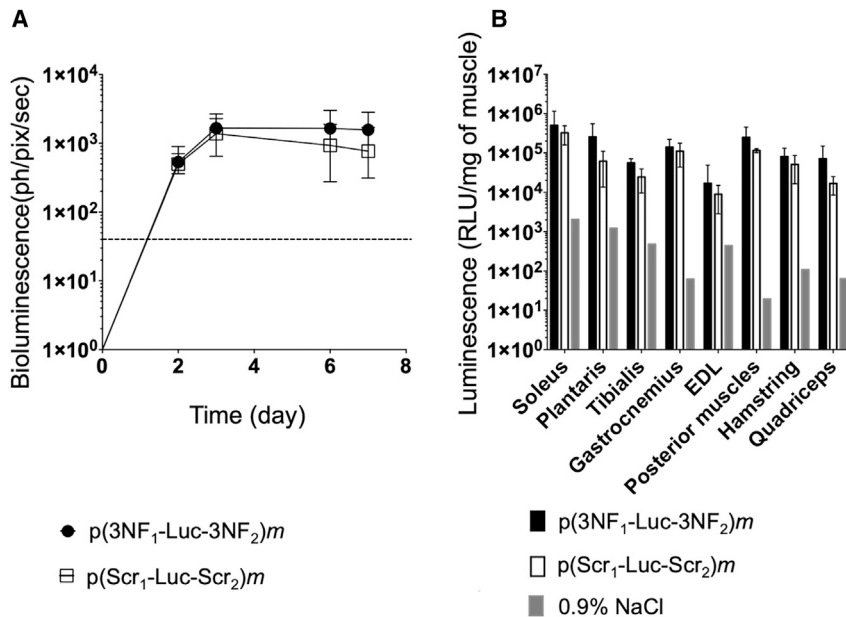 A
Bioluminescence(ph/pix/sec)
1×10⁴
1×10³
1×10²
1×10¹
1×10⁰
0
2
4
6
8
Time (day)
p(3NF₁-Luc-3NF₂)m
p(Scr₁-Luc-Scr₂)m
B
Luminescence (RLU/mg of muscle)
1×10⁷
1×10⁶
1×10⁵
1×10⁴
1×10³
1×10²
1×10¹
1×10⁰
Soleus
Plantaris
Tibialis
Gastrocnemius
EDL
Posterior muscles
Hamstring
Quadriceps
p(3NF₁-Luc-3NF₂)m
p(Scr₁-Luc-Scr₂)m
0.9% NaCl